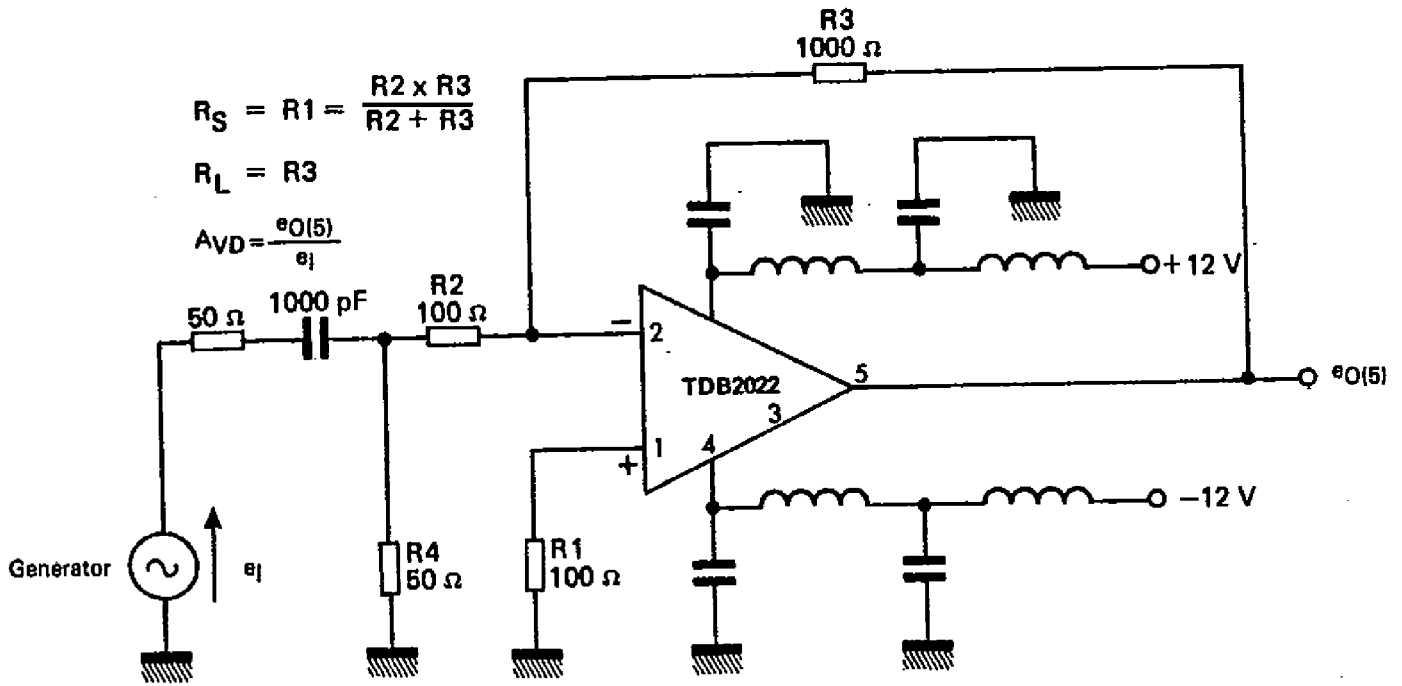 R3
1000 Ω
RS = R1 = R2 x R3
R2 + R3
RL = R3
AVD = eO(5)
eI
50 Ω
1000 pF
R2
100 Ω
+ 12 V
−
2
TDB2022
5
3
eO(5)
1
+
4
−12 V
Generator
eI
R4
50 Ω
R1
100 Ω